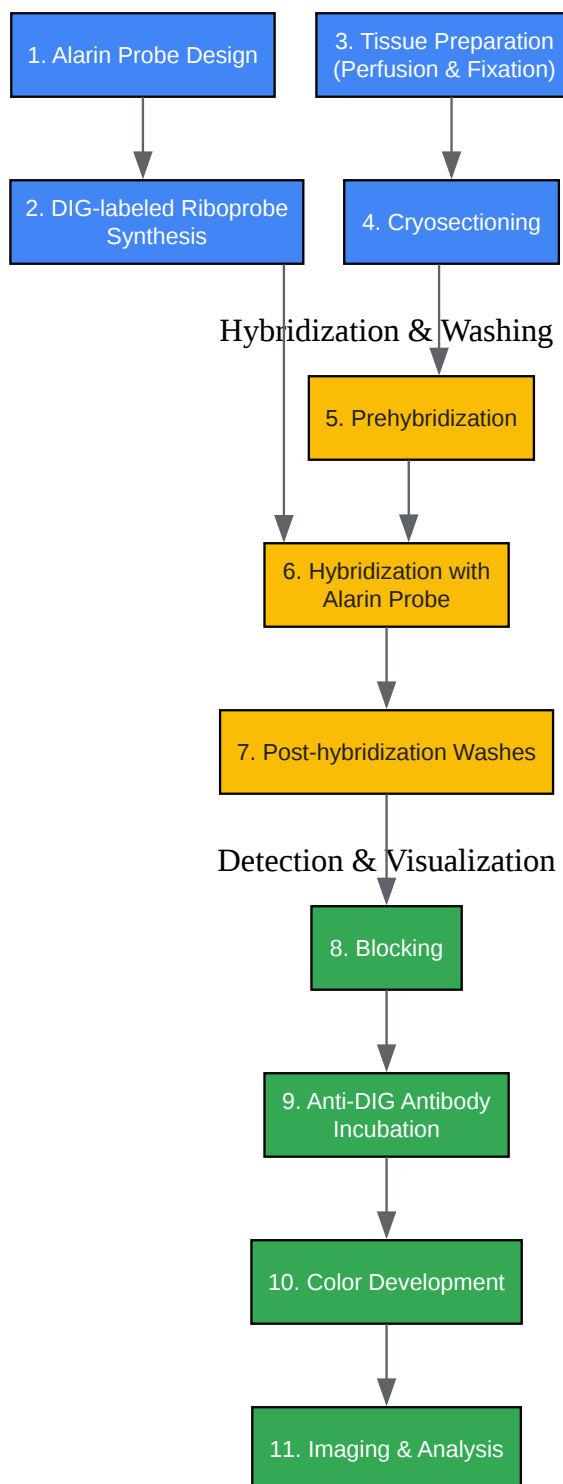 1. Alarin Probe Design
3. Tissue Preparation
(Perfusion & Fixation)
2. DIG-labeled Riboprobe
Synthesis
4. Cryosectioning
Hybridization & Washing
5. Prehybridization
6. Hybridization with
Alarin Probe
7. Post-hybridization Washes
Detection & Visualization
8. Blocking
9. Anti-DIG Antibody
Incubation
10. Color Development
11. Imaging & Analysis